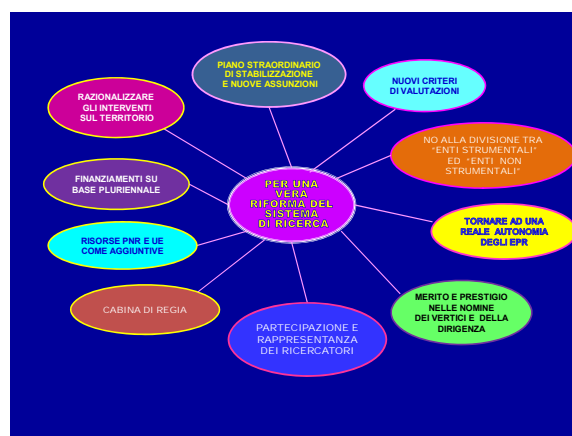 PIANO STRAORDINARIO
DI STABILIZZAZIONE
E NUOVE ASSUNZIONI
NUOVI CRITERI
DI VALUTAZIONI
RAZIONALIZZARE
GLI INTERVENTI
SUL TERRITORIO
NO ALLA DIVISIONE TRA
"ENTI STRUMENTALI"
ED "ENTI NON
STRUMENTALI"
FINANZIAMENTI SU
BASE PLURIENNALE
PER UNA
VERA
RIFORMA DEL
SISTEMA
DI RICERCA
TORNARE AD UNA
REALE AUTONOMIA
DEGLI EPR
RISORSE PNR E UE
COME AGGIUNTIVE
CABINA DI REGIA
MERITO E PRESTIGIO
NELLE NOMINE
DEI VERTICI E DELLA
DIRIGENZA
PARTECIPAZIONE E
RAPPRESENTANZA
DEI RICERCATORI